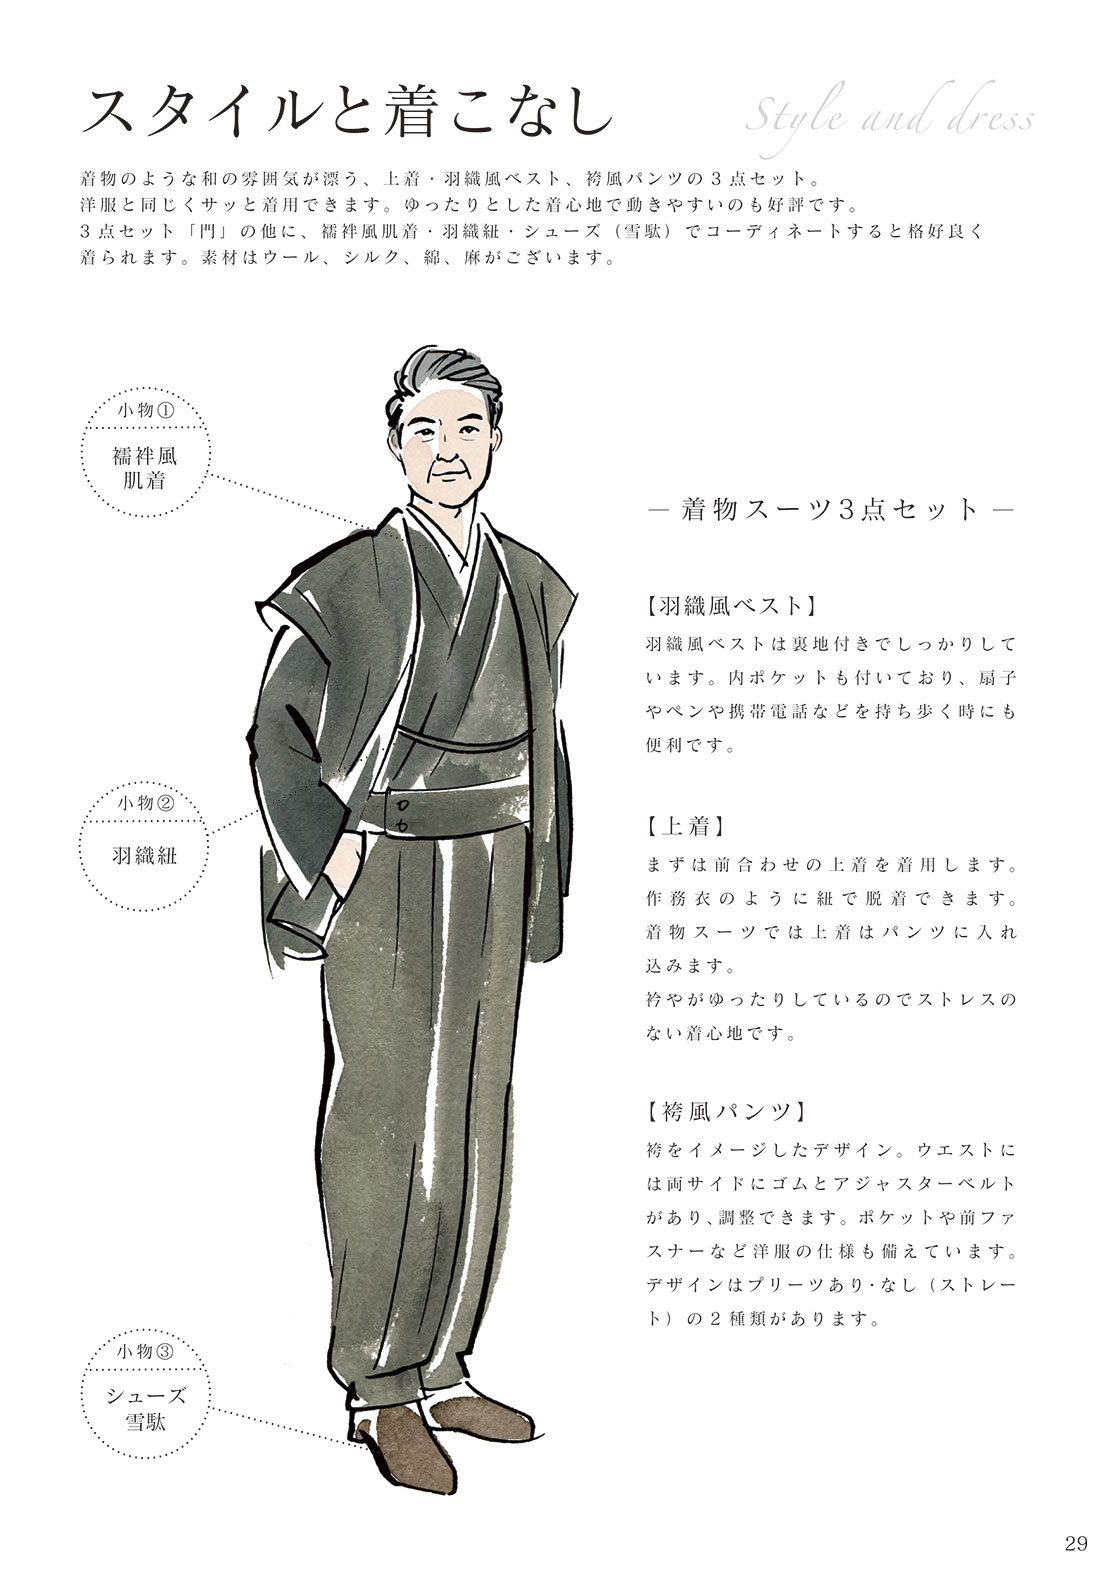 スタイルと着こなし
Style and dress
着物のような和の雰囲気が漂う、上着・羽織風ベスト、袴風パンツの３点セット。
洋服と同じくサッと着用できます。ゆったりとした着心地で動きやすいのも好評です。
３点セット「門」の他に、襦袢風肌着・羽織紐・シューズ（雪駄）でコーディネートすると格好良く
着られます。素材はウール、シルク、綿、麻がございます。
小物①
襦袢風
肌着
小物②
羽織紐
小物③
シューズ
雪駄
― 着物スーツ3点セット ―
【羽織風ベスト】
羽織風ベストは裏地付きでしっかりして
います。内ポケットも付いており、扇子
やペンや携帯電話などを持ち歩く時にも
便利です。
【上着】
まずは前合わせの上着を着用します。
作務衣のように紐で脱着できます。
着物スーツでは上着はパンツに入れ
込みます。
衿やがゆったりしているのでストレスの
ない着心地です。
【袴風パンツ】
袴をイメージしたデザイン。ウエストに
は両サイドにゴムとアジャスターベルト
があり、調整できます。ポケットや前ファ
スナーなど洋服の仕様も備えています。
デザインはプリーツあり・なし（ストレー
ト）の２種類があります。
29